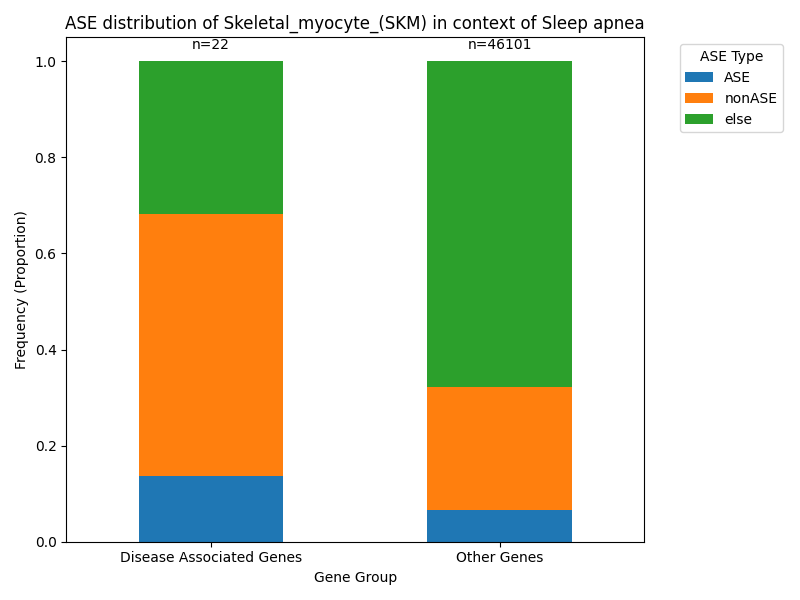 ASE distribution of Skeletal_myocyte_(SKM) in context of Sleep apnea
n=22
n=46101
ASE Type
ASE
nonASE
else
Frequency (Proportion)
1.0
0.8
0.6
0.4
0.2
0.0
Disease Associated Genes
Other Genes
Gene Group